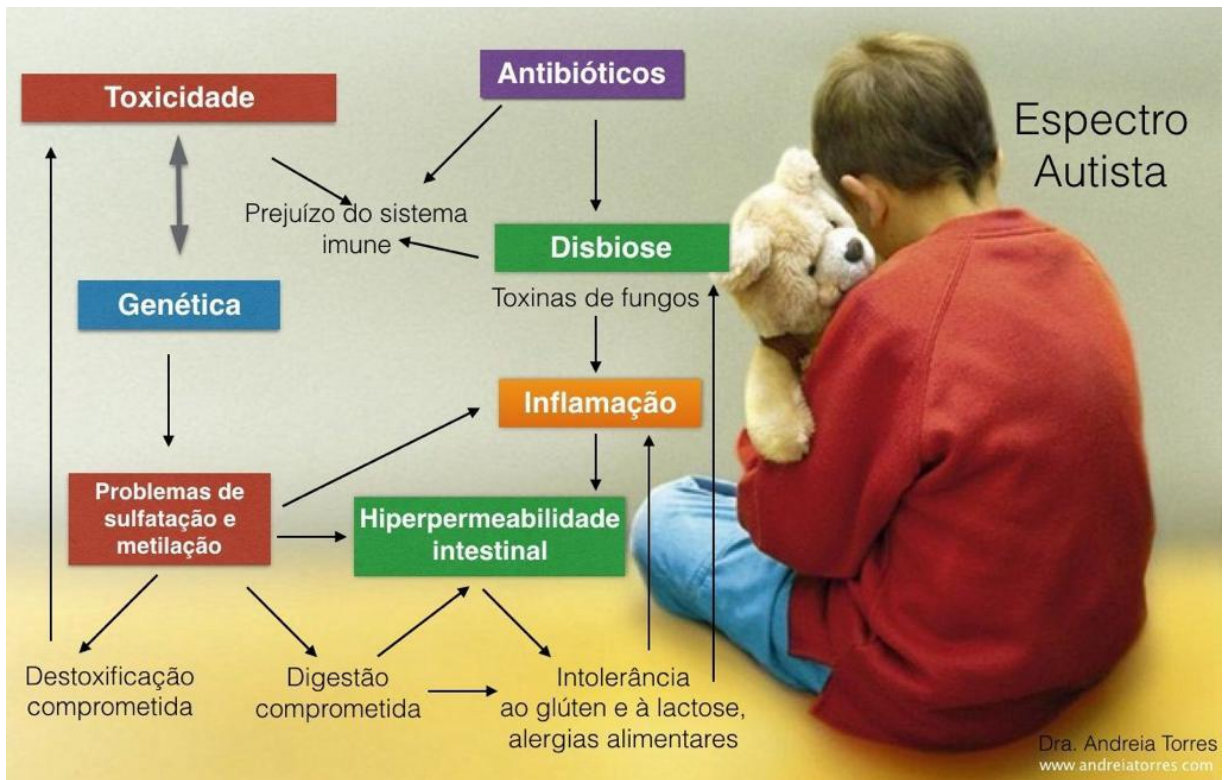 Toxicidade
Antibióticos
Espectro
Autista
Prejuízo do sistema
imune
Disbiose
Toxinas de fungos
Genética
Inflamação
Problemas de
sulfatação e
metilação
Hiperpermeabilidade
intestinal
Destoxificação
comprometida
Digestão
comprometida
Intolerância
ao glúten e à lactose,
alergias alimentares
Dra. Andreia Torres
www.andreiatorres.com